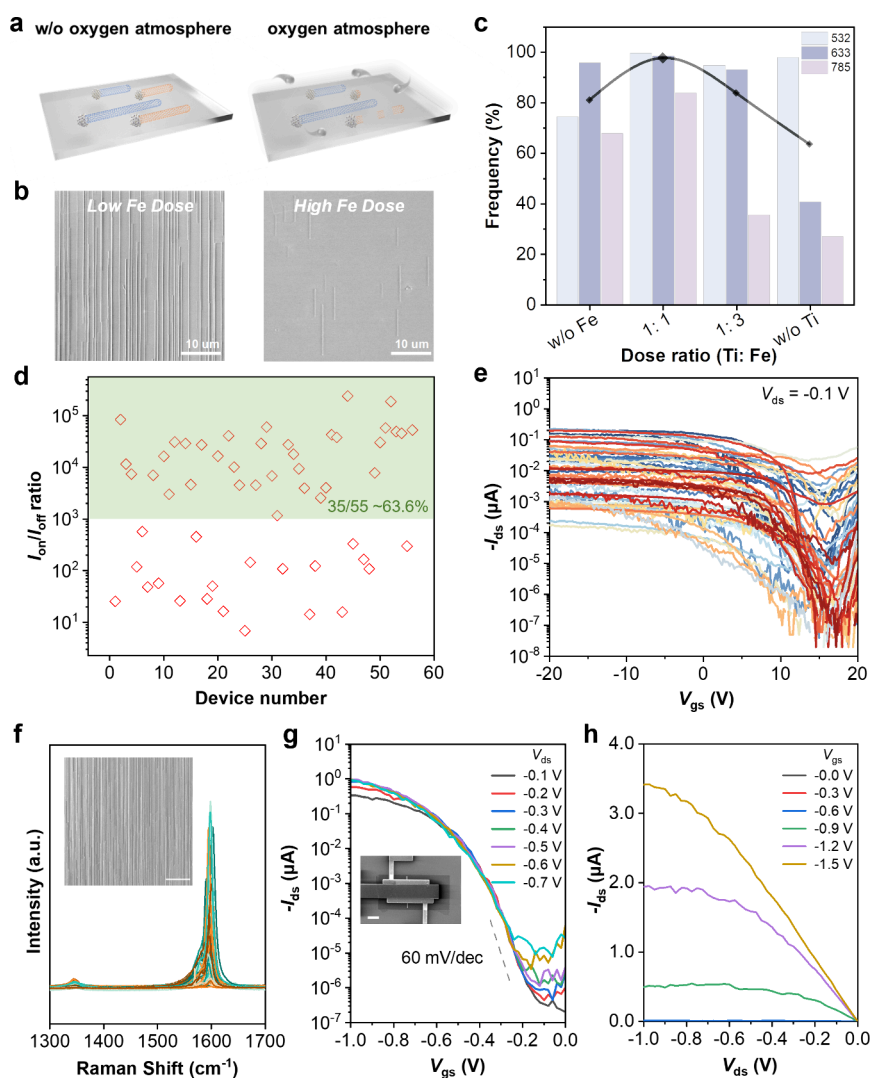 a
w/o oxygen atmosphere
oxygen atmosphere
b
Low Fe Dose
10 um
High Fe Dose
10 um
c
Frequency (%)
100
80
60
40
20
0
532
633
785
w/o Fe
1: 1
1: 3
w/o Ti
Dose ratio (Ti: Fe)
d
Ion/Ioff ratio
10^5
10^4
10^3
10^2
10^1
35/55 ~63.6%
0 10 20 30 40 50 60
Device number
e
-Ids (μA)
10^1
10^0
10^-1
10^-2
10^-3
10^-4
10^-5
10^-6
10^-7
10^-8
Vds = -0.1 V
-20 -10 0 10 20
Vgs (V)
f
Intensity (a.u.)
1300 1400 1500 1600 1700
Raman Shift (cm^-1)
g
-Ids (μA)
10^1
10^0
10^-1
10^-2
10^-3
10^-4
10^-5
10^-6
10^-7
Vds
-0.1 V
-0.2 V
-0.3 V
-0.4 V
-0.5 V
-0.6 V
-0.7 V
60 mV/dec
-1.0 -0.8 -0.6 -0.4 -0.2 0.0
Vgs (V)
h
-Ids (μA)
4.0
3.0
2.0
1.0
0.0
Vgs
-0.0 V
-0.3 V
-0.6 V
-0.9 V
-1.2 V
-1.5 V
-1.0 -0.8 -0.6 -0.4 -0.2 0.0
Vds (V)